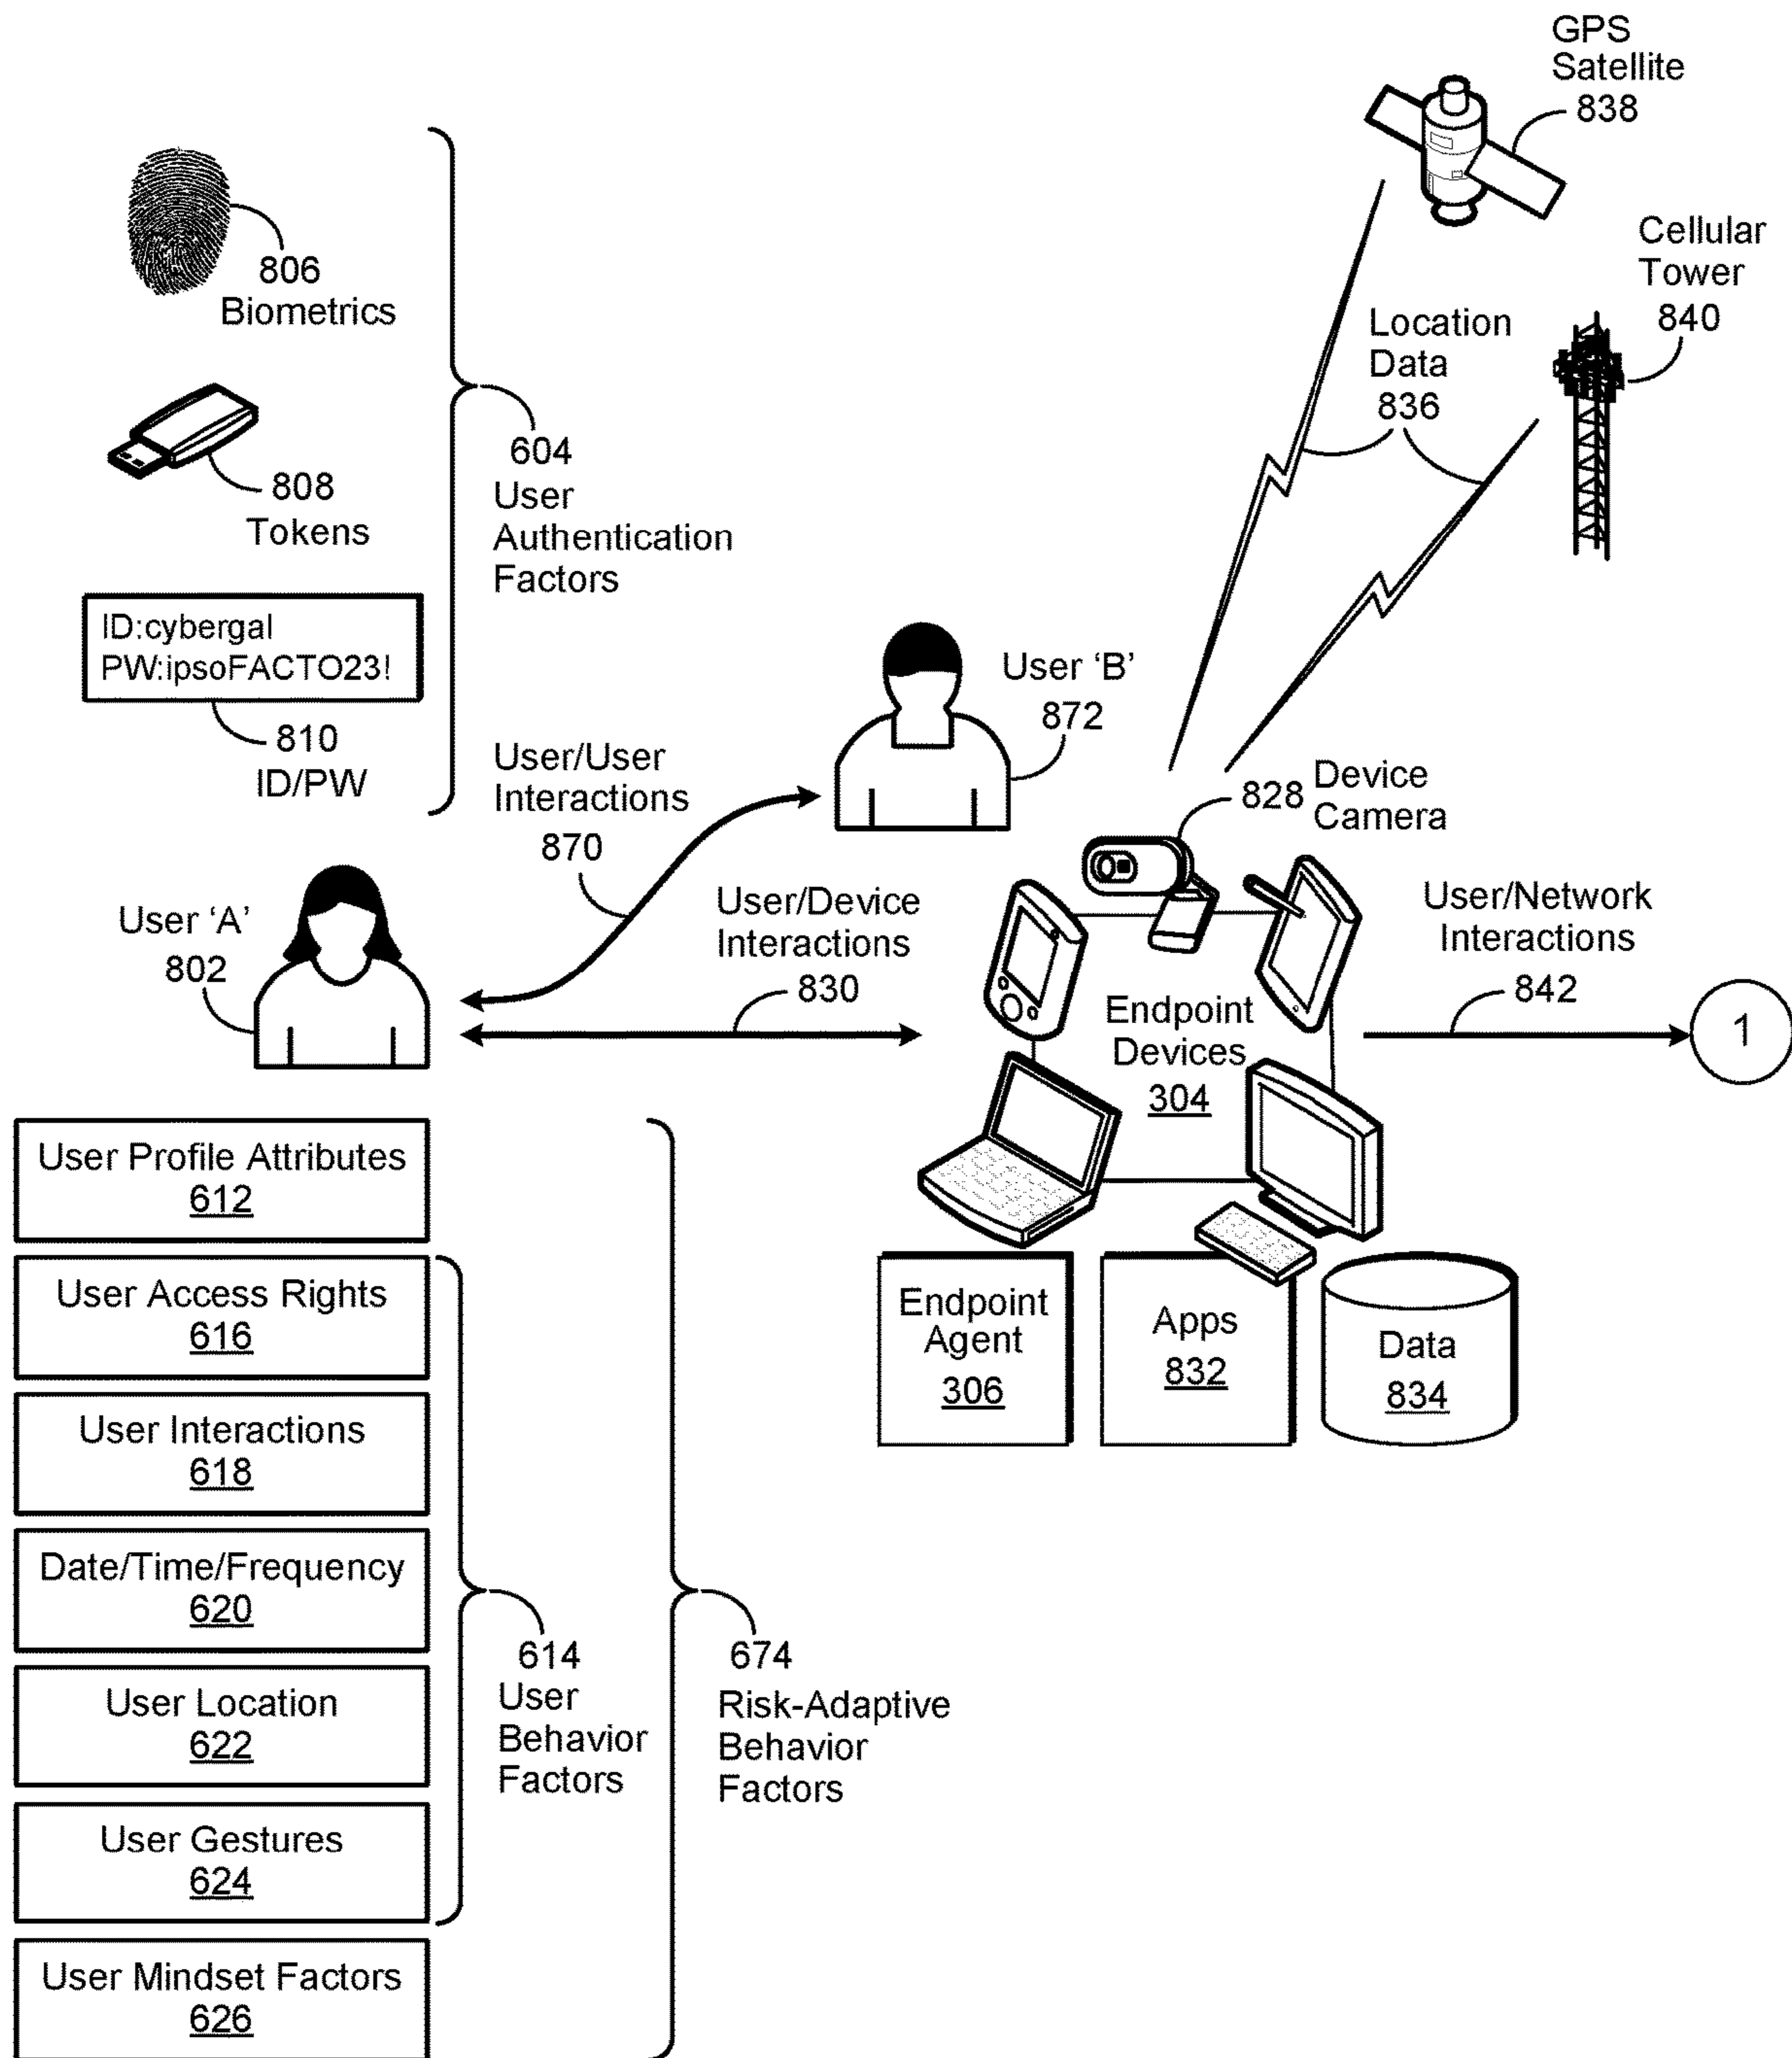 GPS
Satellite
838
Cellular
Tower
840
Location
Data
836
806
Biometrics
808
Tokens
ID:cybergal
PW:ipsoFACTO23!
810
ID/PW
604
User
Authentication
Factors
User 'B'
872
User/User
Interactions
870
828 Device
Camera
User 'A'
802
User/Device
Interactions
830
Endpoint
Devices
304
User/Network
Interactions
842
1
Endpoint
Agent
306
Apps
832
Data
834
User Profile Attributes
612
User Access Rights
616
User Interactions
618
Date/Time/Frequency
620
User Location
622
User Gestures
624
User Mindset Factors
626
614
User
Behavior
Factors
674
Risk-Adaptive
Behavior
Factors